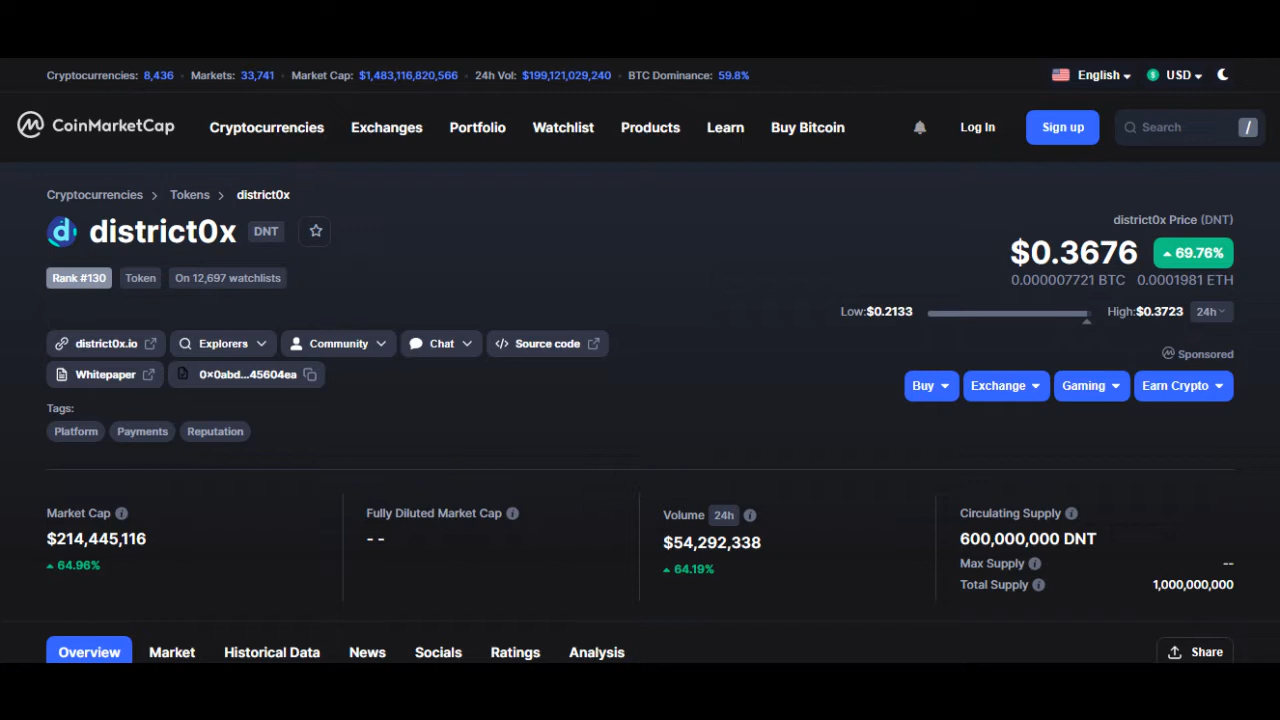 Cryptocurrencies: 8,436 Markets: 33,741 Market Cap: $1,483,116,820,566 24h Vol: $199,121,029,240 BTC Dominance: 59.8% English USD
CoinMarketCap Cryptocurrencies Exchanges Portfolio Watchlist Products Learn Buy Bitcoin Log In Sign up Search /
Cryptocurrencies Tokens district0x
district0x DNT
Rank #130 Token On 12,697 watchlists
district0x Price (DNT)
$0.3676 69.76%
0.000007721 BTC 0.0001981 ETH
Low:$0.2133 High:$0.3723 24h
district0x.io Explorers Community Chat Source code
Whitepaper 0x0abd...45604ea
Tags:
Platform Payments Reputation
Sponsored
Buy Exchange Gaming Earn Crypto
Market Cap
$214,445,116
64.96%
Fully Diluted Market Cap
- -
Volume 24h
$54,292,338
64.19%
Circulating Supply
600,000,000 DNT
Max Supply --
Total Supply 1,000,000,000
Overview Market Historical Data News Socials Ratings Analysis Share